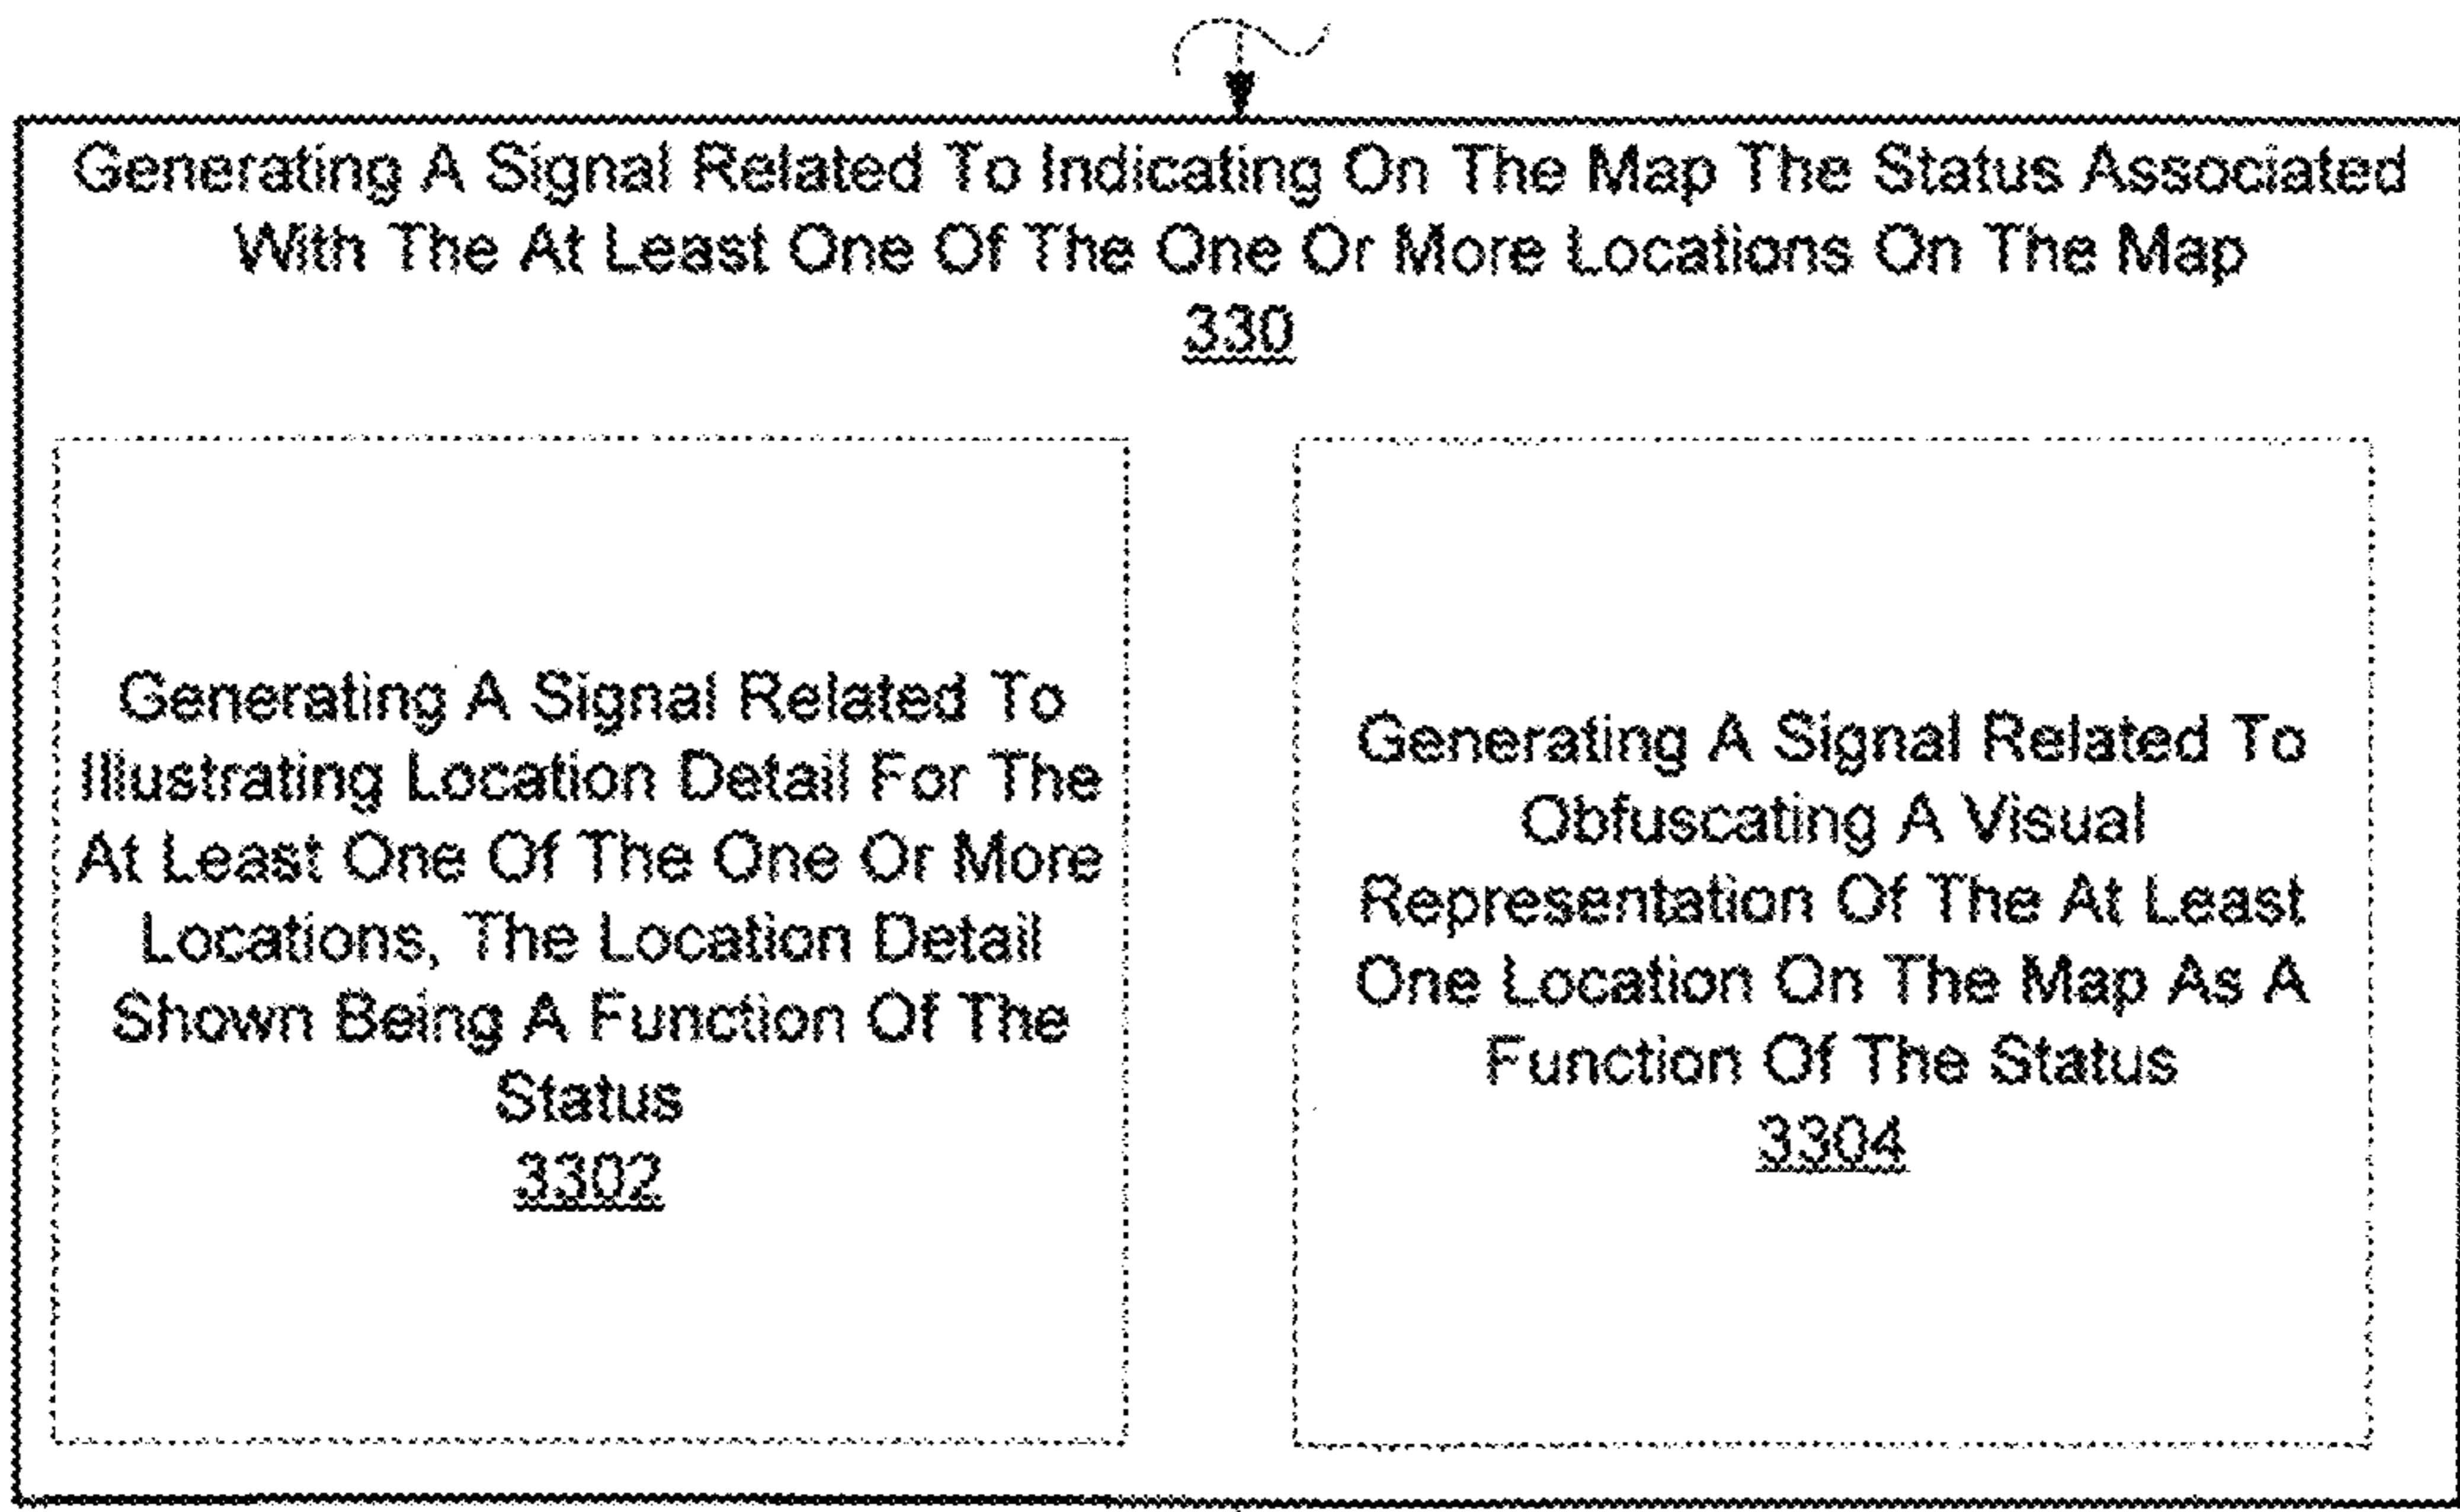 Generating A Signal Related To Indicating On The Map The Status Associated
With The At Least One Of The One Or More Locations On The Map
330
Generating A Signal Related To
Illustrating Location Detail For The
At Least One Of The One Or More
Locations, The Location Detail
Shown Being A Function Of The
Status
3302
Generating A Signal Related To
Obfuscating A Visual
Representation Of The At Least
One Location On The Map As A
Function Of The Status
3304